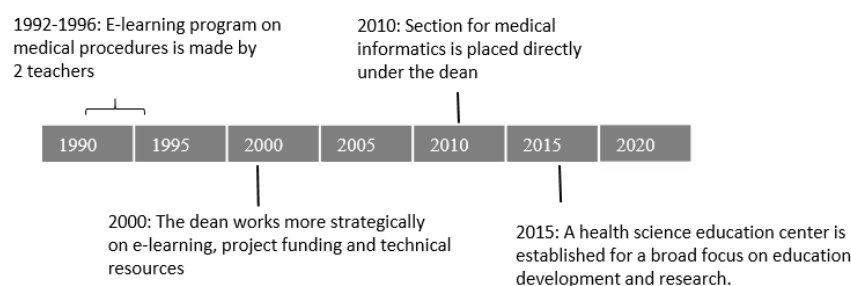 1992-1996: E-learning program on
medical procedures is made by
2 teachers
2010: Section for medical
informatics is placed directly
under the dean
1990 1995 2000 2005 2010 2015 2020
2000: The dean works more strategically
on e-learning, project funding and technical
resources
2015: A health science education center is
established for a broad focus on education
development and research.